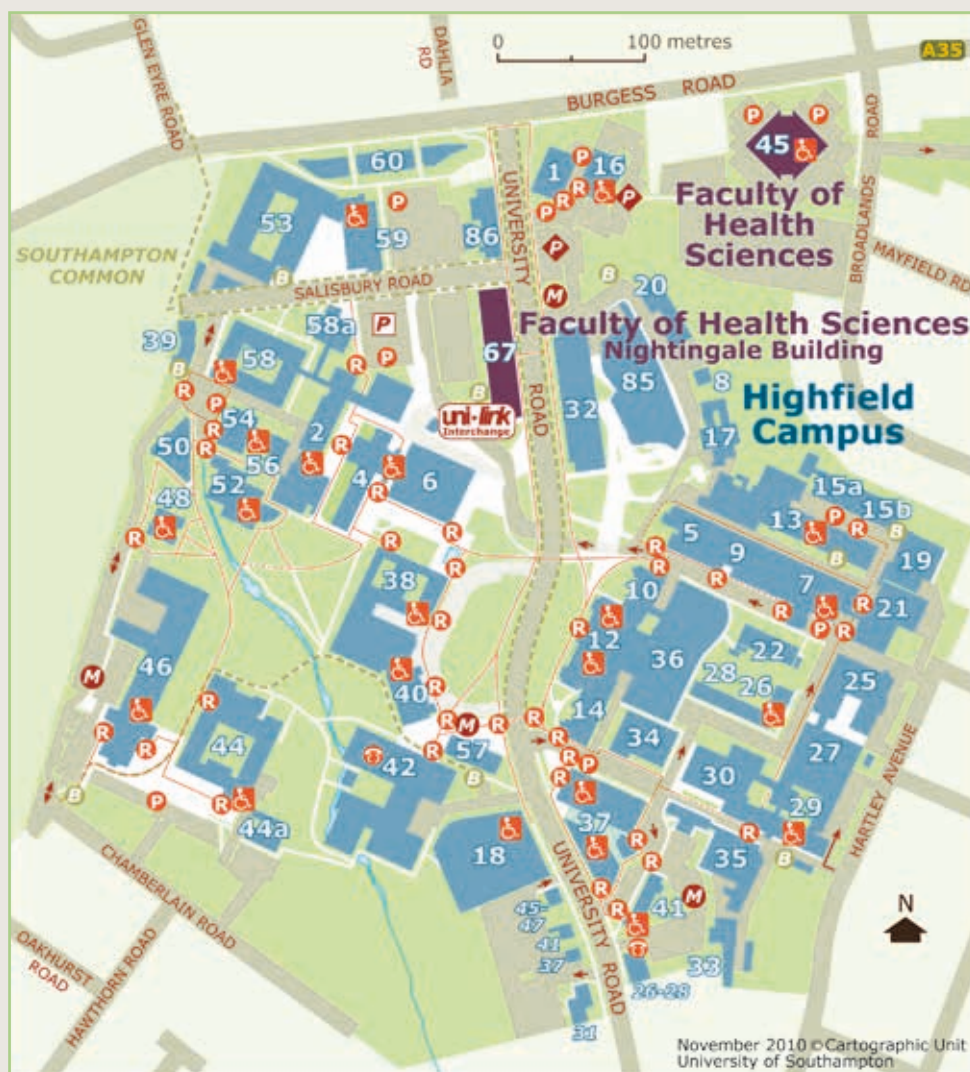 GLEN EYRE ROAD
DAHLIA
RD
0 100 metres
A35
BURGESS ROAD
BROADLANDS ROAD
MAYFIELD RD
SOUTHAMPTON
COMMON
SALISBURY ROAD
UNIVERSITY ROAD
60
53
59
86
1
16
P
P
P
P
P
R
R
P
P
45
Faculty of
Health
Sciences
B
B
M
20
39
58a
P
P
R
67
Faculty of Health Sciences
Nightingale Building
58
B
R
P
R
R
54
50
56
2
R
B
uni-link
Interchange
32
85
8
17
Highfield
Campus
52
48
4
R
6
R
R
R
15a
15b
13
P
R
B
B
19
5
9
R
R
R
R
7
R
P
R
21
38
R
10
12
R
36
22
28
26
25
46
M
R
R
44
R
R
P
B
44a
40
R
R
M
R
R
57
42
B
14
R
R
R
P
R
34
30
27
29
R
B
35
18
37
R
R
R
R
41
M
HARTLEY AVENUE
CHAMBERLAIN ROAD
OAKHURST
ROAD
HAWTHORN ROAD
UNIVERSITY ROAD
45-
47
41
37
31
26-28
33
N
November 2010 ©Cartographic Unit
University of Southampton